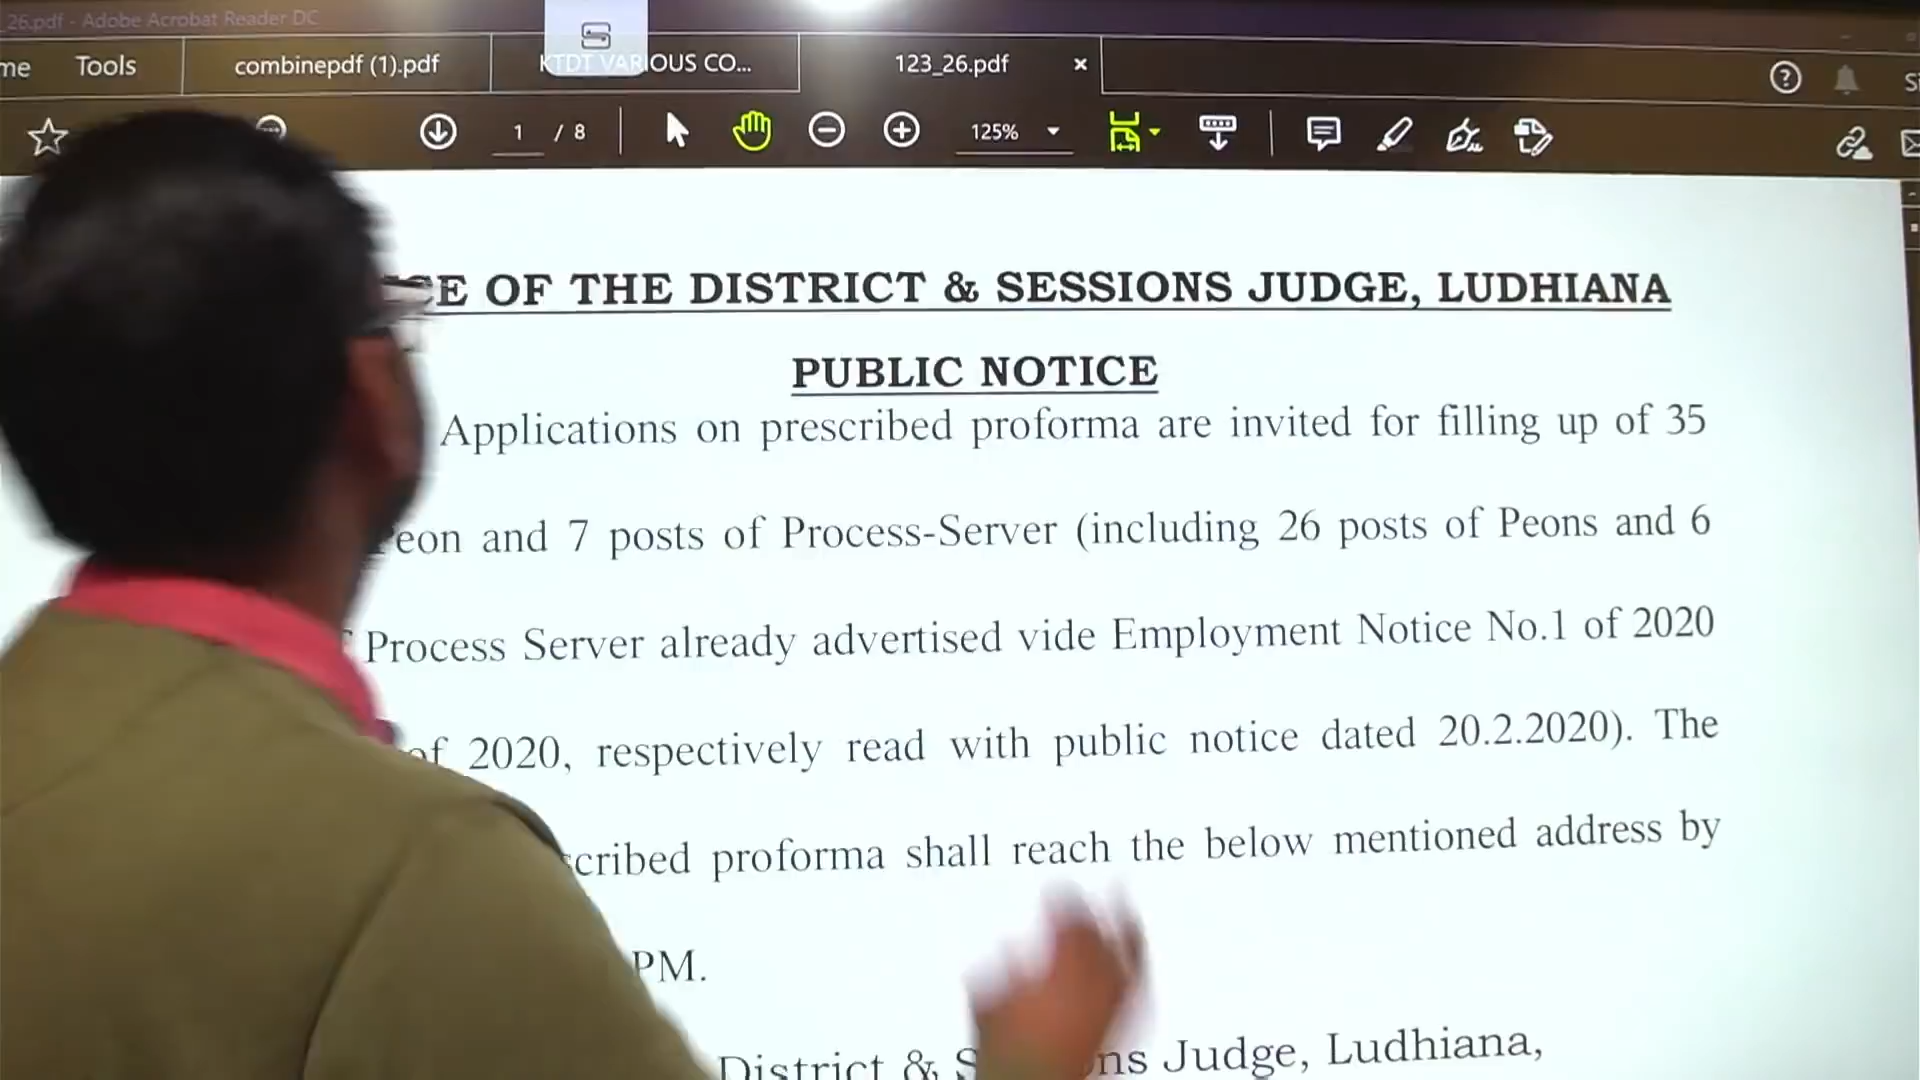 _26.pdf - Adobe Acrobat Reader DC
Tools combinepdf (1).pdf KTDT VARIOUS CO... 123_26.pdf ×
1 / 8 125%
OF THE DISTRICT & SESSIONS JUDGE, LUDHIANA
PUBLIC NOTICE
Applications on prescribed proforma are invited for filling up of 35
eon and 7 posts of Process-Server (including 26 posts of Peons and 6
Process Server already advertised vide Employment Notice No.1 of 2020
of 2020, respectively read with public notice dated 20.2.2020). The
cribed proforma shall reach the below mentioned address by
PM.
District & S ns Judge, Ludhiana,